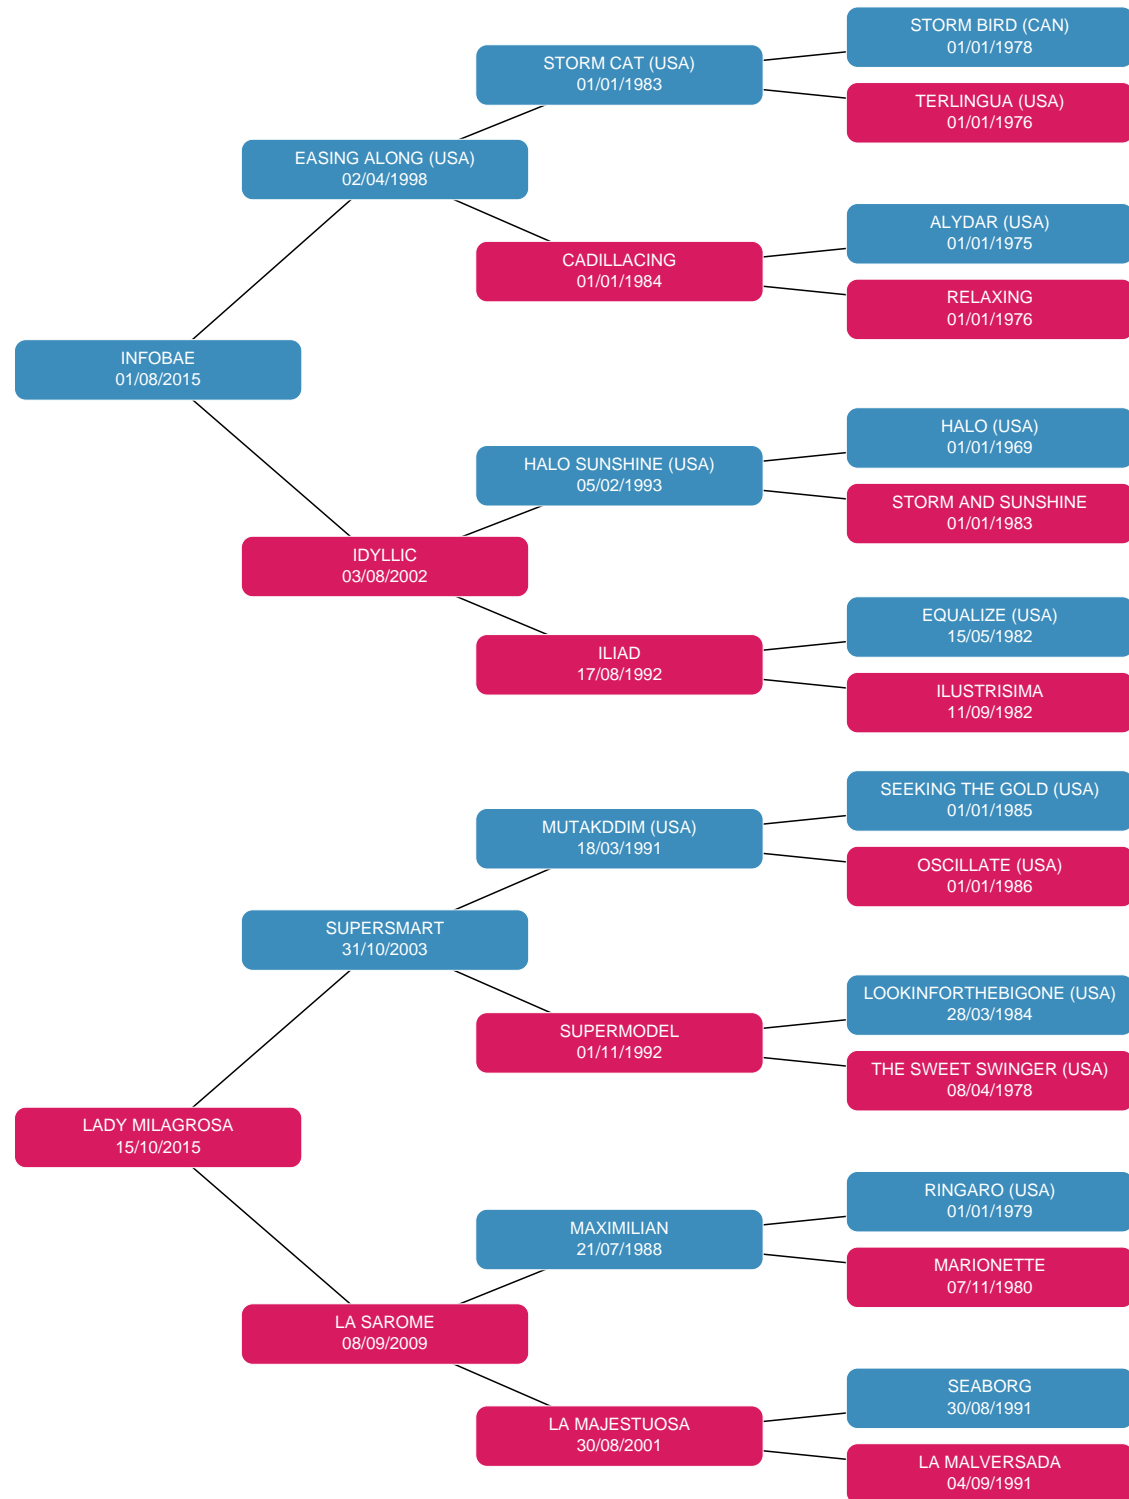 STORM BIRD (CAN)
01/01/1978
STORM CAT (USA)
01/01/1983
TERLINGUA (USA)
01/01/1976
EASING ALONG (USA)
02/04/1998
ALYDAR (USA)
01/01/1975
CADILLACING
01/01/1984
RELAXING
01/01/1976
INFOBAE
01/08/2015
HALO (USA)
01/01/1969
HALO SUNSHINE (USA)
05/02/1993
STORM AND SUNSHINE
01/01/1983
IDYLLIC
03/08/2002
EQUALIZE (USA)
15/05/1982
ILIAD
17/08/1992
ILUSTRISIMA
11/09/1982
SEEKING THE GOLD (USA)
01/01/1985
MUTAKDDIM (USA)
18/03/1991
OSCILLATE (USA)
01/01/1986
SUPERSMART
31/10/2003
LOOKINFORTHEBIGONE (USA)
28/03/1984
SUPERMODEL
01/11/1992
THE SWEET SWINGER (USA)
08/04/1978
LADY MILAGROSA
15/10/2015
RINGARO (USA)
01/01/1979
MAXIMILIAN
21/07/1988
MARIONETTE
07/11/1980
LA SAROME
08/09/2009
SEABORG
30/08/1991
LA MAJESTUOSA
30/08/2001
LA MALVERSADA
04/09/1991